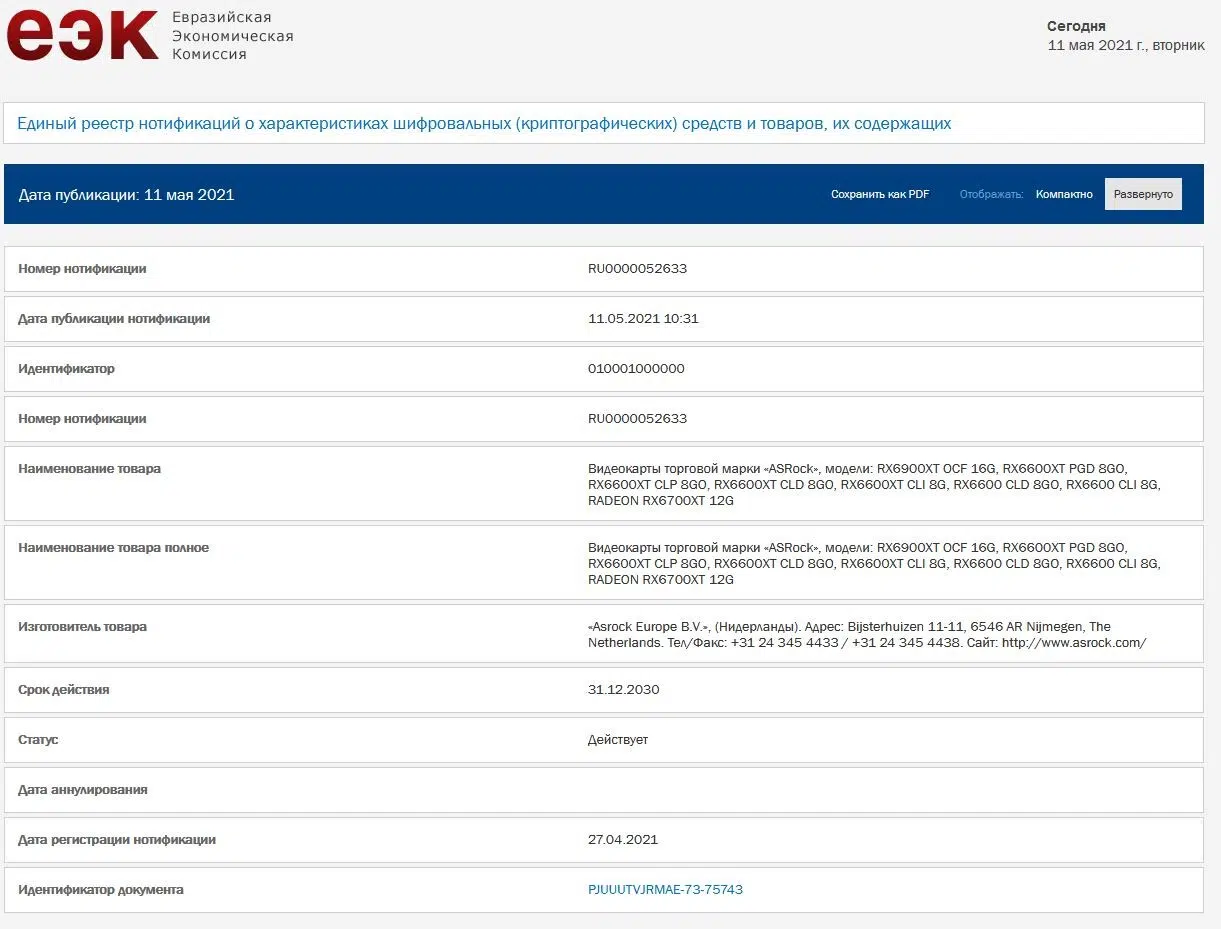 еэк
Евразийская
Экономическая
Комиссия
Сегодня
11 мая 2021 г., вторник
Единый реестр нотификаций о характеристиках шифровальных (криптографических) средств и товаров, их содержащих
Дата публикации: 11 мая 2021
Сохранить как PDF
Отображать:
Компактно
Развернуто
Номер нотификации
RU0000052633
Дата публикации нотификации
11.05.2021 10:31
Идентификатор
010001000000
Номер нотификации
RU0000052633
Наименование товара
Видеокарты торговой марки «ASRock», модели: RX6900XT OCF 16G, RX6600XT PGD 8GO,
RX6600XT CLP 8GO, RX6600XT CLD 8GO, RX6600XT CLI 8G, RX6600 CLD 8GO, RX6600 CLI 8G,
RADEON RX6700XT 12G
Наименование товара полное
Видеокарты торговой марки «ASRock», модели: RX6900XT OCF 16G, RX6600XT PGD 8GO,
RX6600XT CLP 8GO, RX6600XT CLD 8GO, RX6600XT CLI 8G, RX6600 CLD 8GO, RX6600 CLI 8G,
RADEON RX6700XT 12G
Изготовитель товара
«Asrock Europe B.V.», (Нидерланды). Адрес: Bijsterhuizen 11-11, 6546 AR Nijmegen, The
Netherlands. Тел/Факс: +31 24 345 4433 / +31 24 345 4438. Сайт: http://www.asrock.com/
Срок действия
31.12.2030
Статус
Действует
Дата аннулирования
Дата регистрации нотификации
27.04.2021
Идентификатор документа
PJUUUTVJRMAE-73-75743